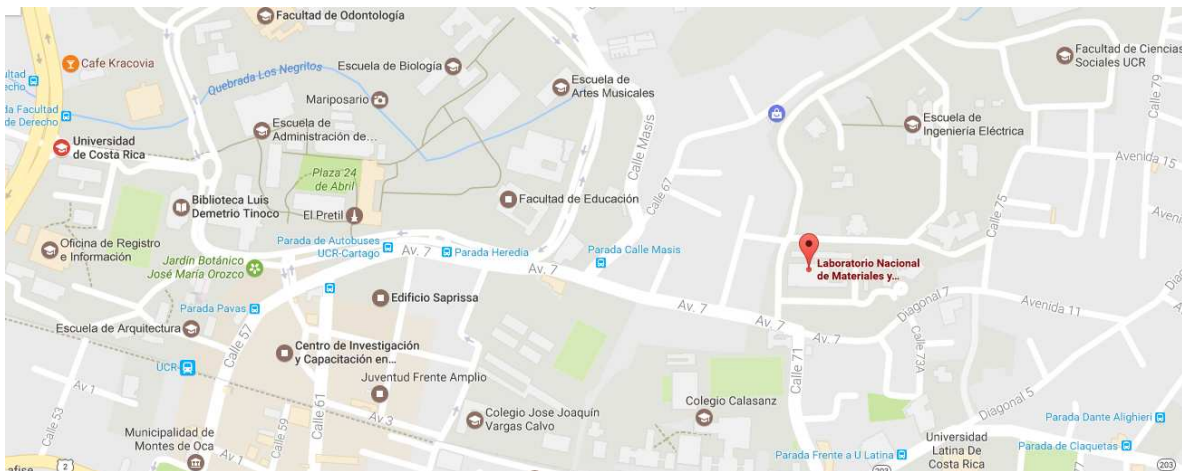 Facultad de Odontología
Cafe Kracovia
Quebrada Los Negritos
Escuela de Biología
Escuela de
Artes Musicales
Mariposario
Facultad de Ciencias
Sociales UCR
Calle 79
Facultad
de Derecho
Escuela de
Administración de...
Universidad
de Costa Rica
Calle Masis
Escuela de
Ingeniería Eléctrica
Avenida 15
Plaza 24
de Abril
Calle 67
Biblioteca Luis
Demetrio Tinoco
El Pretil
Facultad de Educación
Calle 75
Oficina de Registro
e Información
Parada de Autobuses
UCR-Cartago
Av. 7
Parada Heredia
Av. 7
Parada Calle Masis
Laboratorio Nacional
de Materiales y...
Jardín Botánico
José María Orozco
Parada Pavas
Edificio Saprissa
Av. 7
Av. 7
Av. 7
Diagonal 7
Avenida 11
Escuela de Arquitectura
Calle 57
Centro de Investigación
y Capacitación en...
Calle 71
Calle 73A
UCR-...
Juventud Frente Amplio
Av 1
Calle 61
Av 3
Calle 59
Calle 53
Colegio Jose Joaquín
Vargas Calvo
Colegio Calasanz
Diagonal 5
Parada Dante Alighieri
Municipalidad de
Montes de Oca
Av 1
Parada Frente a U Latina
Universidad
Latina De
Costa Rica
Parada de Claquetas
2
203
203